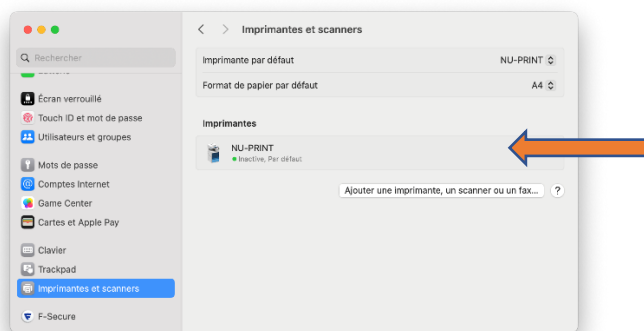 Imprimantes et scanners
Rechercher
Imprimante par défaut
NU-PRINT
Format de papier par défaut
A4
Écran verrouillé
Touch ID et mot de passe
Utilisateurs et groupes
Mots de passe
Comptes Internet
Game Center
Cartes et Apple Pay
Clavier
Trackpad
Imprimantes et scanners
F-Secure
Imprimantes
NU-PRINT
Inactive, Par défaut
Ajouter une imprimante, un scanner ou un fax...
?